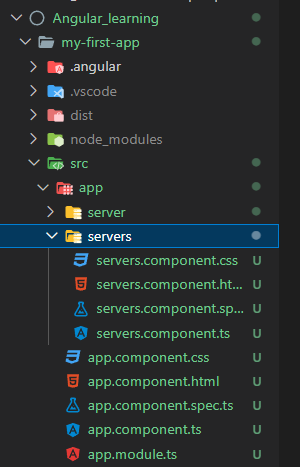 Angular_learning
my-first-app
.angular
.vscode
dist
node_modules
src
app
server
servers
servers.component.css U
servers.component.ht... U
servers.component.sp... U
servers.component.ts U
app.component.css U
app.component.html U
app.component.spec.ts U
app.component.ts U
app.module.ts U